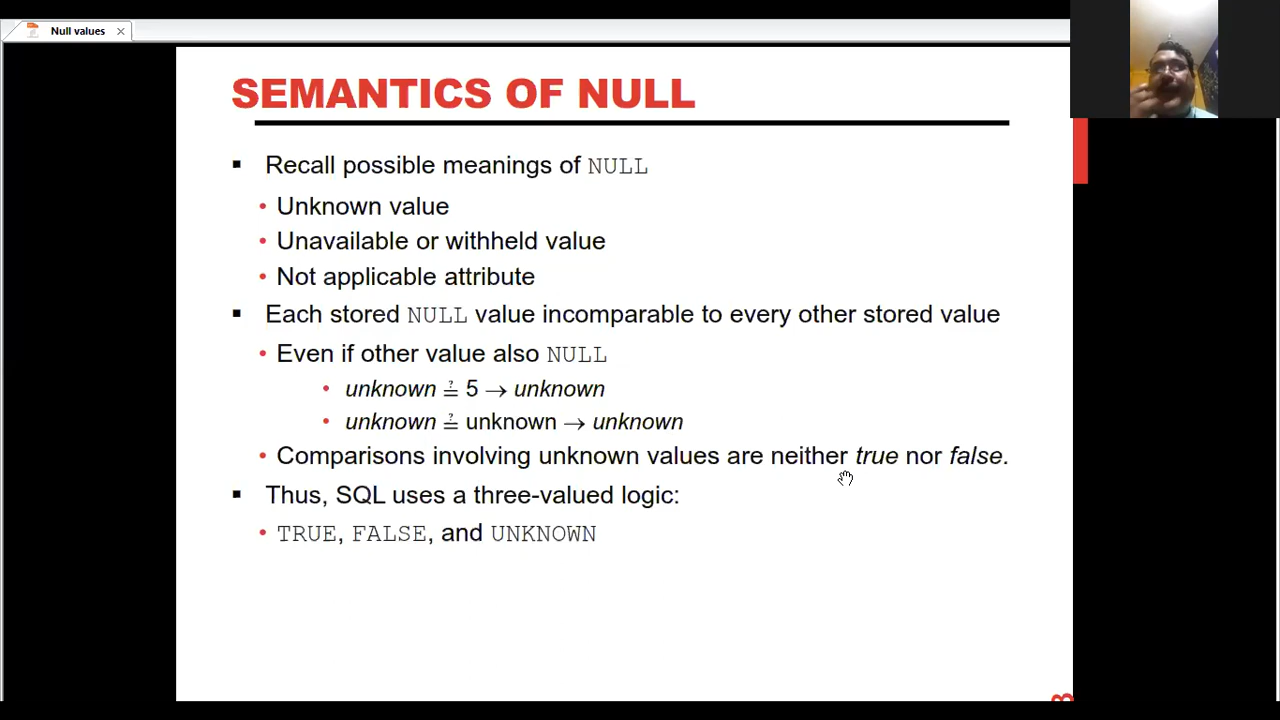 Null values
SEMANTICS OF NULL
▪ Recall possible meanings of NULL
• Unknown value
• Unavailable or withheld value
• Not applicable attribute
▪ Each stored NULL value incomparable to every other stored value
• Even if other value also NULL
• unknown ≟ 5 → unknown
• unknown ≟ unknown → unknown
• Comparisons involving unknown values are neither true nor false.
▪ Thus, SQL uses a three-valued logic:
• TRUE, FALSE, and UNKNOWN